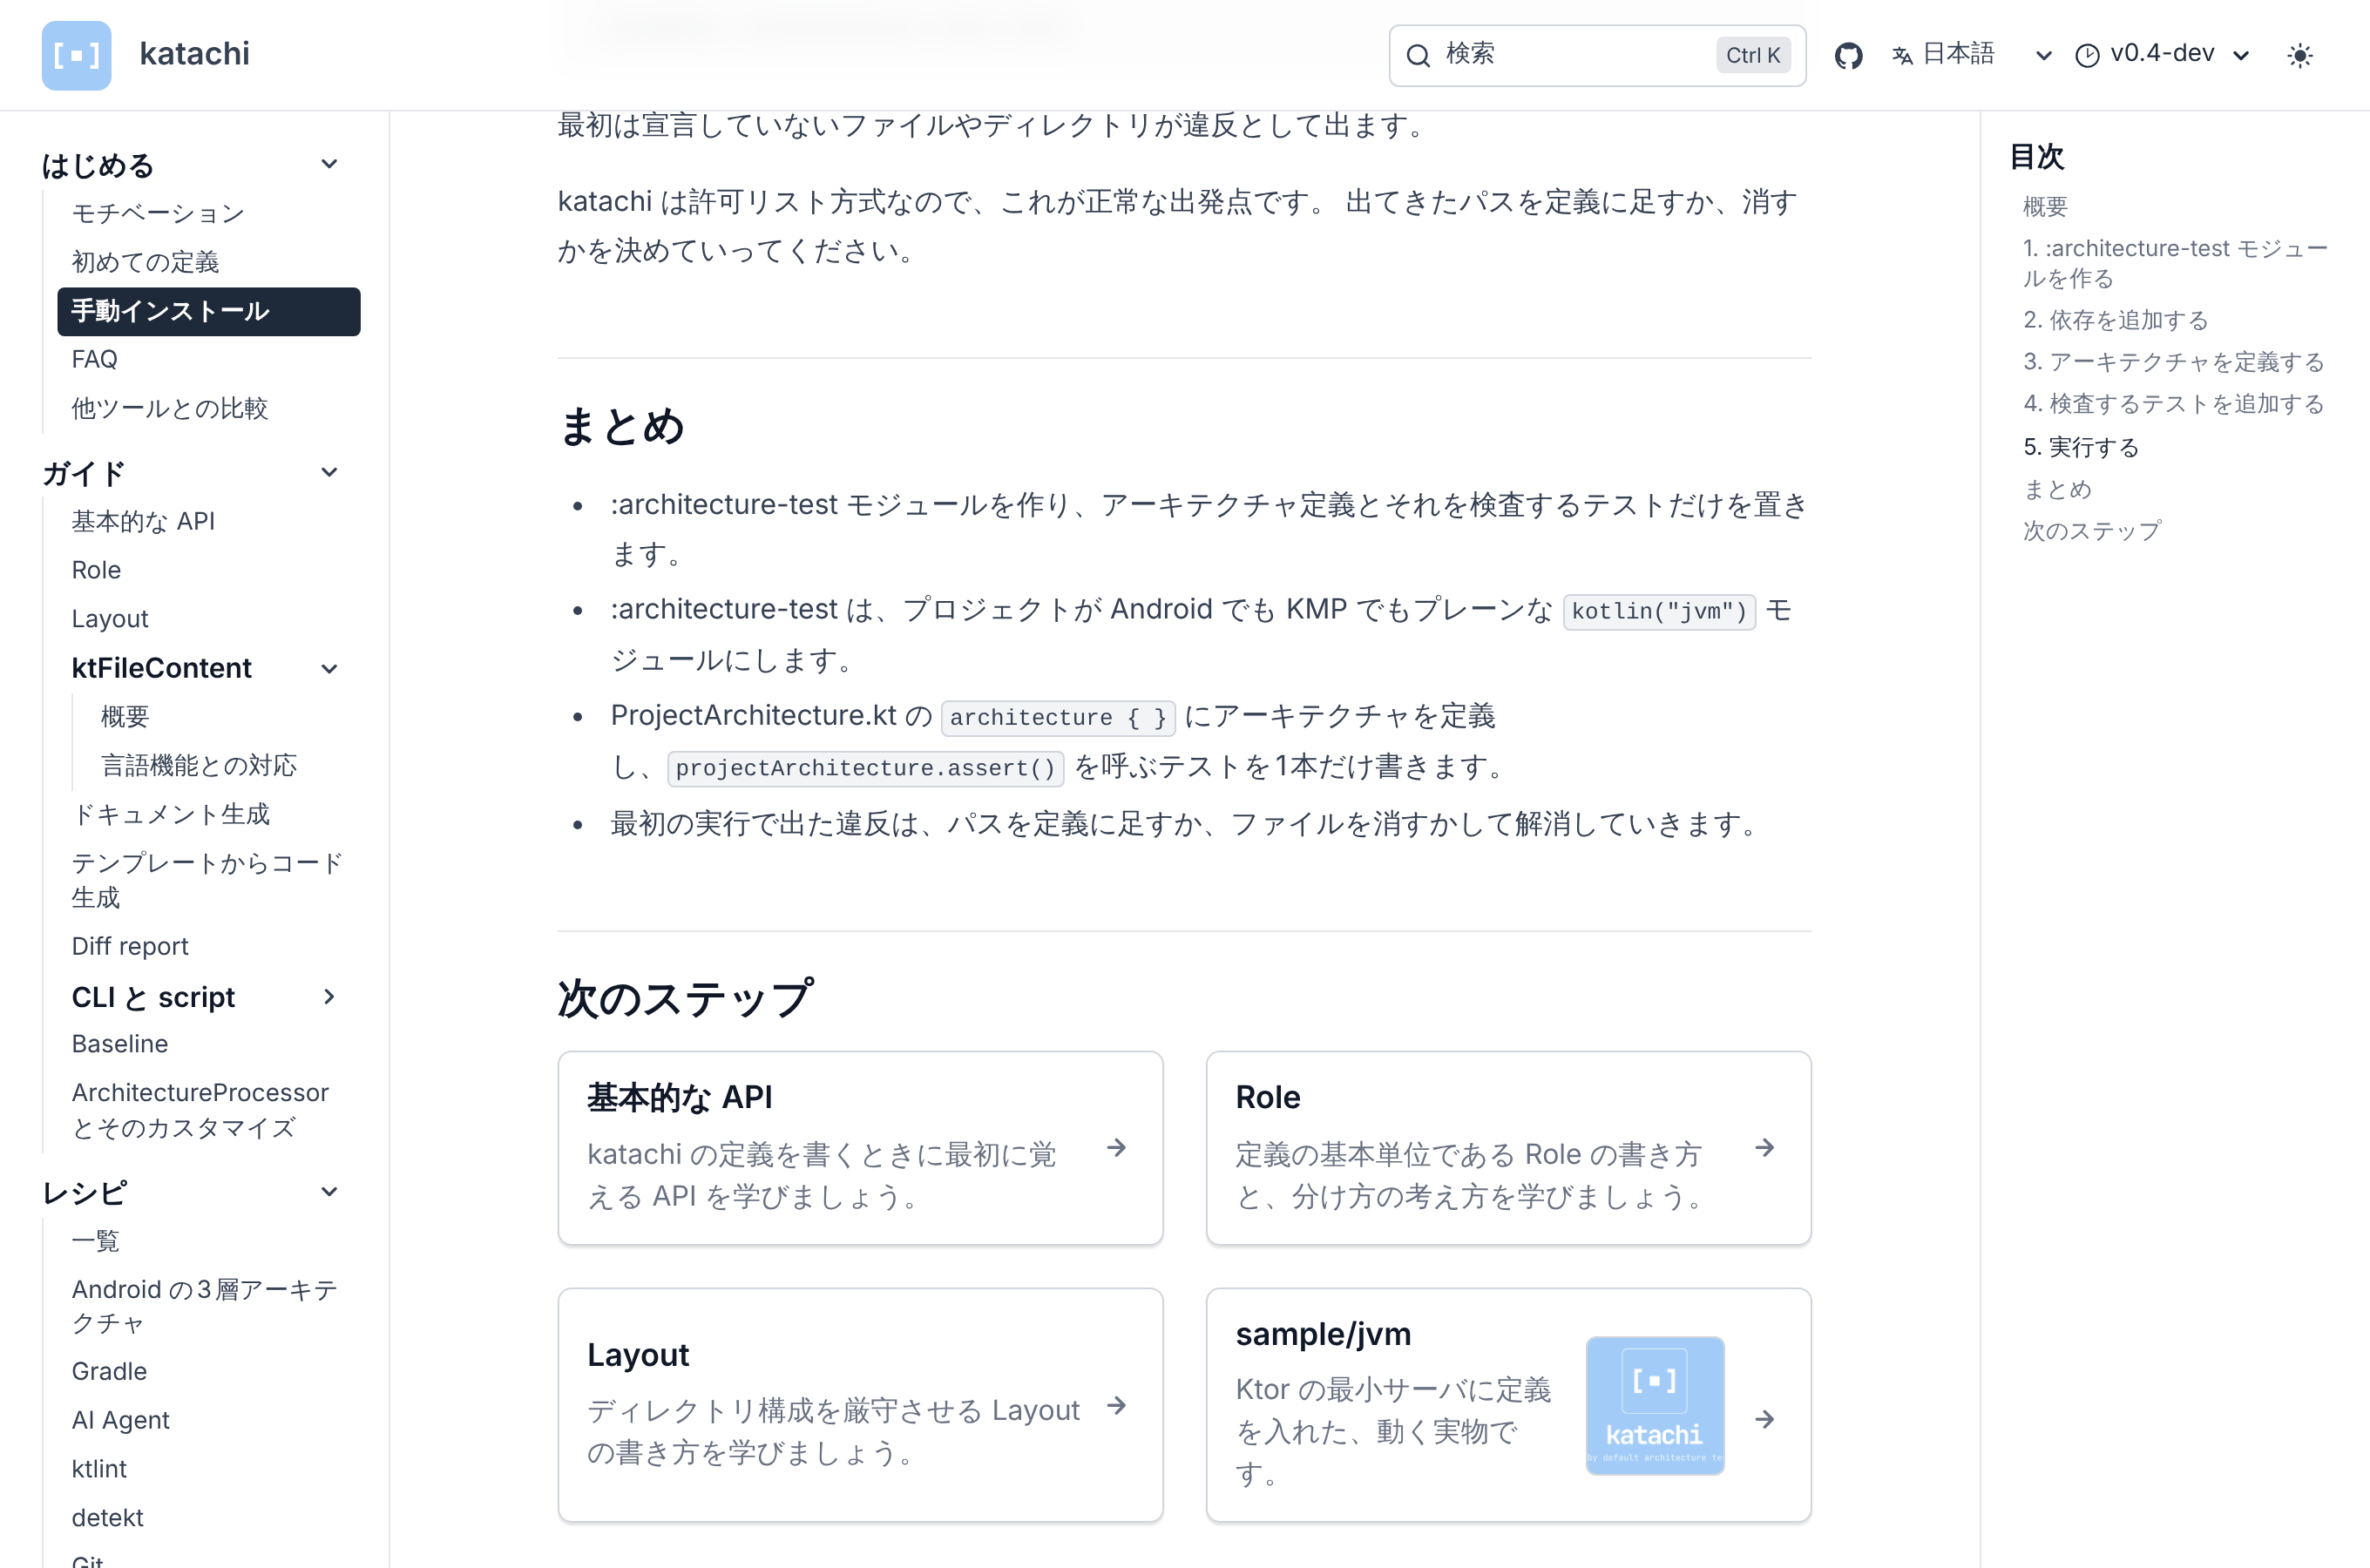 katachi
検索
Ctrl K
日本語
v0.4-dev
はじめる
モチベーション
初めての定義
手動インストール
FAQ
他ツールとの比較
ガイド
基本的な API
Role
Layout
ktFileContent
概要
言語機能との対応
ドキュメント生成
テンプレートからコード
生成
Diff report
CLI と script
Baseline
ArchitectureProcessor
とそのカスタマイズ
レシピ
一覧
Android の3層アーキテ
クチャ
Gradle
AI Agent
ktlint
detekt
Git
最初は宣言していないファイルやディレクトリが違反として出ます。
katachi は許可リスト方式なので、これが正常な出発点です。 出てきたパスを定義に足すか、消す
かを決めていってください。
まとめ
• :architecture-test モジュールを作り、アーキテクチャ定義とそれを検査するテストだけを置き
ます。
• :architecture-test は、プロジェクトが Android でも KMP でもプレーンな kotlin("jvm") モ
ジュールにします。
• ProjectArchitecture.kt の architecture { } にアーキテクチャを定義
し、projectArchitecture.assert() を呼ぶテストを1本だけ書きます。
• 最初の実行で出た違反は、パスを定義に足すか、ファイルを消すかして解消していきます。
次のステップ
基本的な API
katachi の定義を書くときに最初に覚
える API を学びましょう。
Role
定義の基本単位である Role の書き方
と、分け方の考え方を学びましょう。
Layout
ディレクトリ構成を厳守させる Layout
の書き方を学びましょう。
sample/jvm
Ktor の最小サーバに定義
を入れた、動く実物で
す。
[▪]
katachi
by default architecture te
目次
概要
1. :architecture-test モジュー
ルを作る
2. 依存を追加する
3. アーキテクチャを定義する
4. 検査するテストを追加する
5. 実行する
まとめ
次のステップ